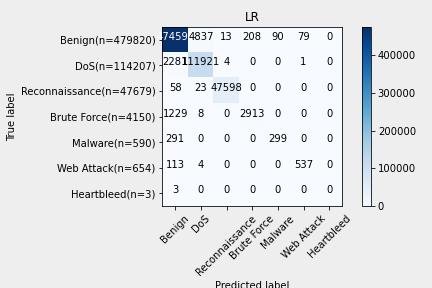 LR
Benign(n=479820) 4837 13 208 90 79 0
DoS(n=114207) 2281 111921 4 0 0 1 0
Reconnaissance(n=47679) 58 23 47598 0 0 0 0
Brute Force(n=4150) 1229 8 0 2913 0 0 0
Malware(n=590) 291 0 0 0 299 0 0
Web Attack(n=654) 113 4 0 0 0 537 0
Heartbleed(n=3) 3 0 0 0 0 0 0
True label
Benign
DoS
Reconnaissance
Brute Force
Malware
Web Attack
Heartbleed
Predicted label
400000
300000
200000
100000
0